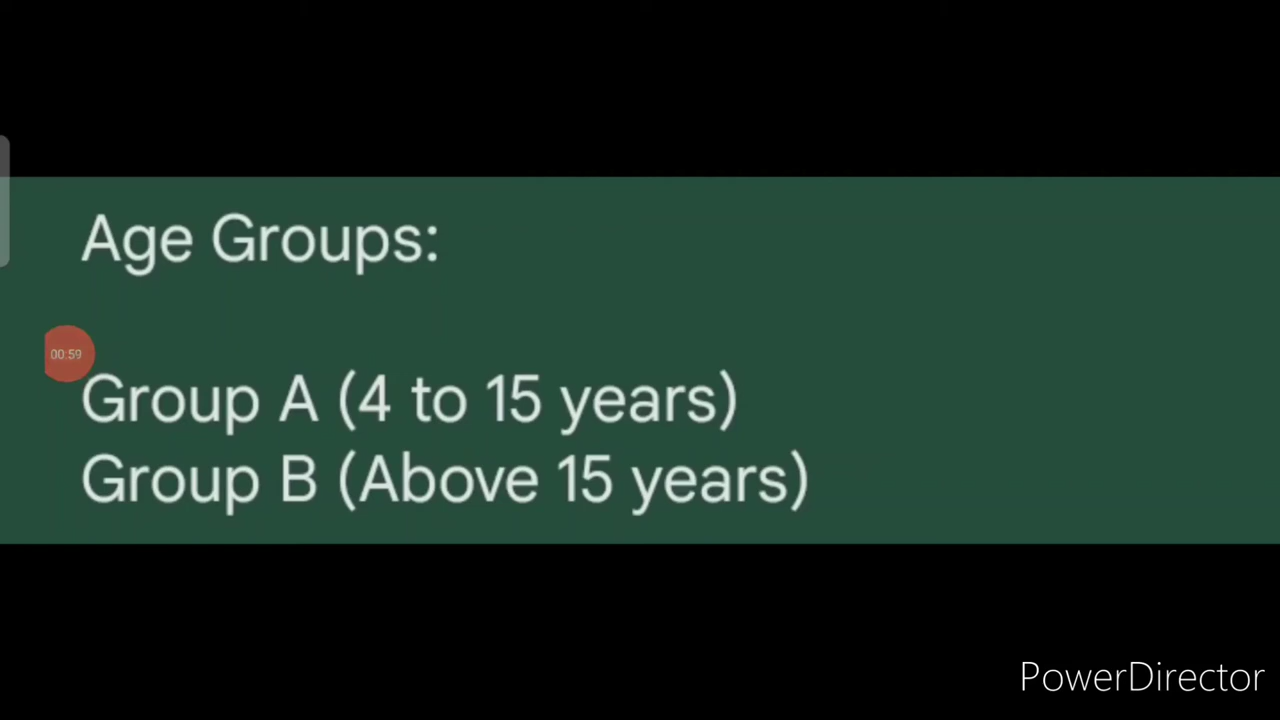 Age Groups:
00:59
Group A (4 to 15 years)
Group B (Above 15 years)
PowerDirector